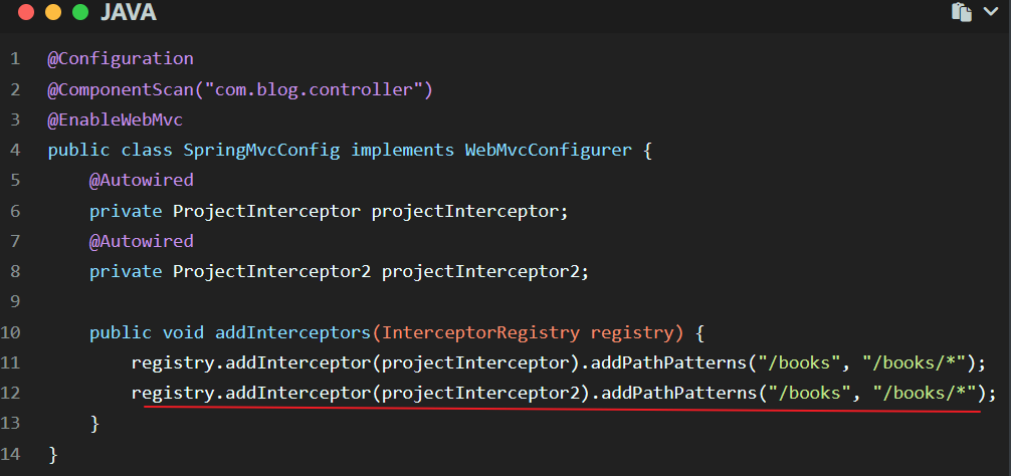 JAVA
1 @Configuration
2 @ComponentScan("com.blog.controller")
3 @EnableWebMvc
4 public class SpringMvcConfig implements WebMvcConfigurer {
5     @Autowired
6     private ProjectInterceptor projectInterceptor;
7     @Autowired
8     private ProjectInterceptor2 projectInterceptor2;
9
10     public void addInterceptors(InterceptorRegistry registry) {
11         registry.addInterceptor(projectInterceptor).addPathPatterns("/books", "/books/*");
12         registry.addInterceptor(projectInterceptor2).addPathPatterns("/books", "/books/*");
13     }
14 }